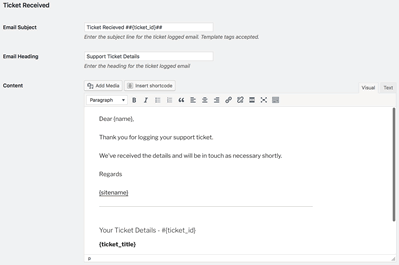 Ticket Received
Email Subject
Ticket Recieved ##{ticket_id}##
Enter the subject line for the ticket logged email. Template tags accepted.
Email Heading
Support Ticket Details
Enter the heading for the ticket logged email
Content
Add Media
Insert shortcode
Visual
Text
Paragraph
B I
Dear {name},
Thank you for logging your support ticket.
We've received the details and will be in touch as necessary shortly.
Regards
{sitename}
Your Ticket Details - #{ticket_id}
{ticket_title}
p